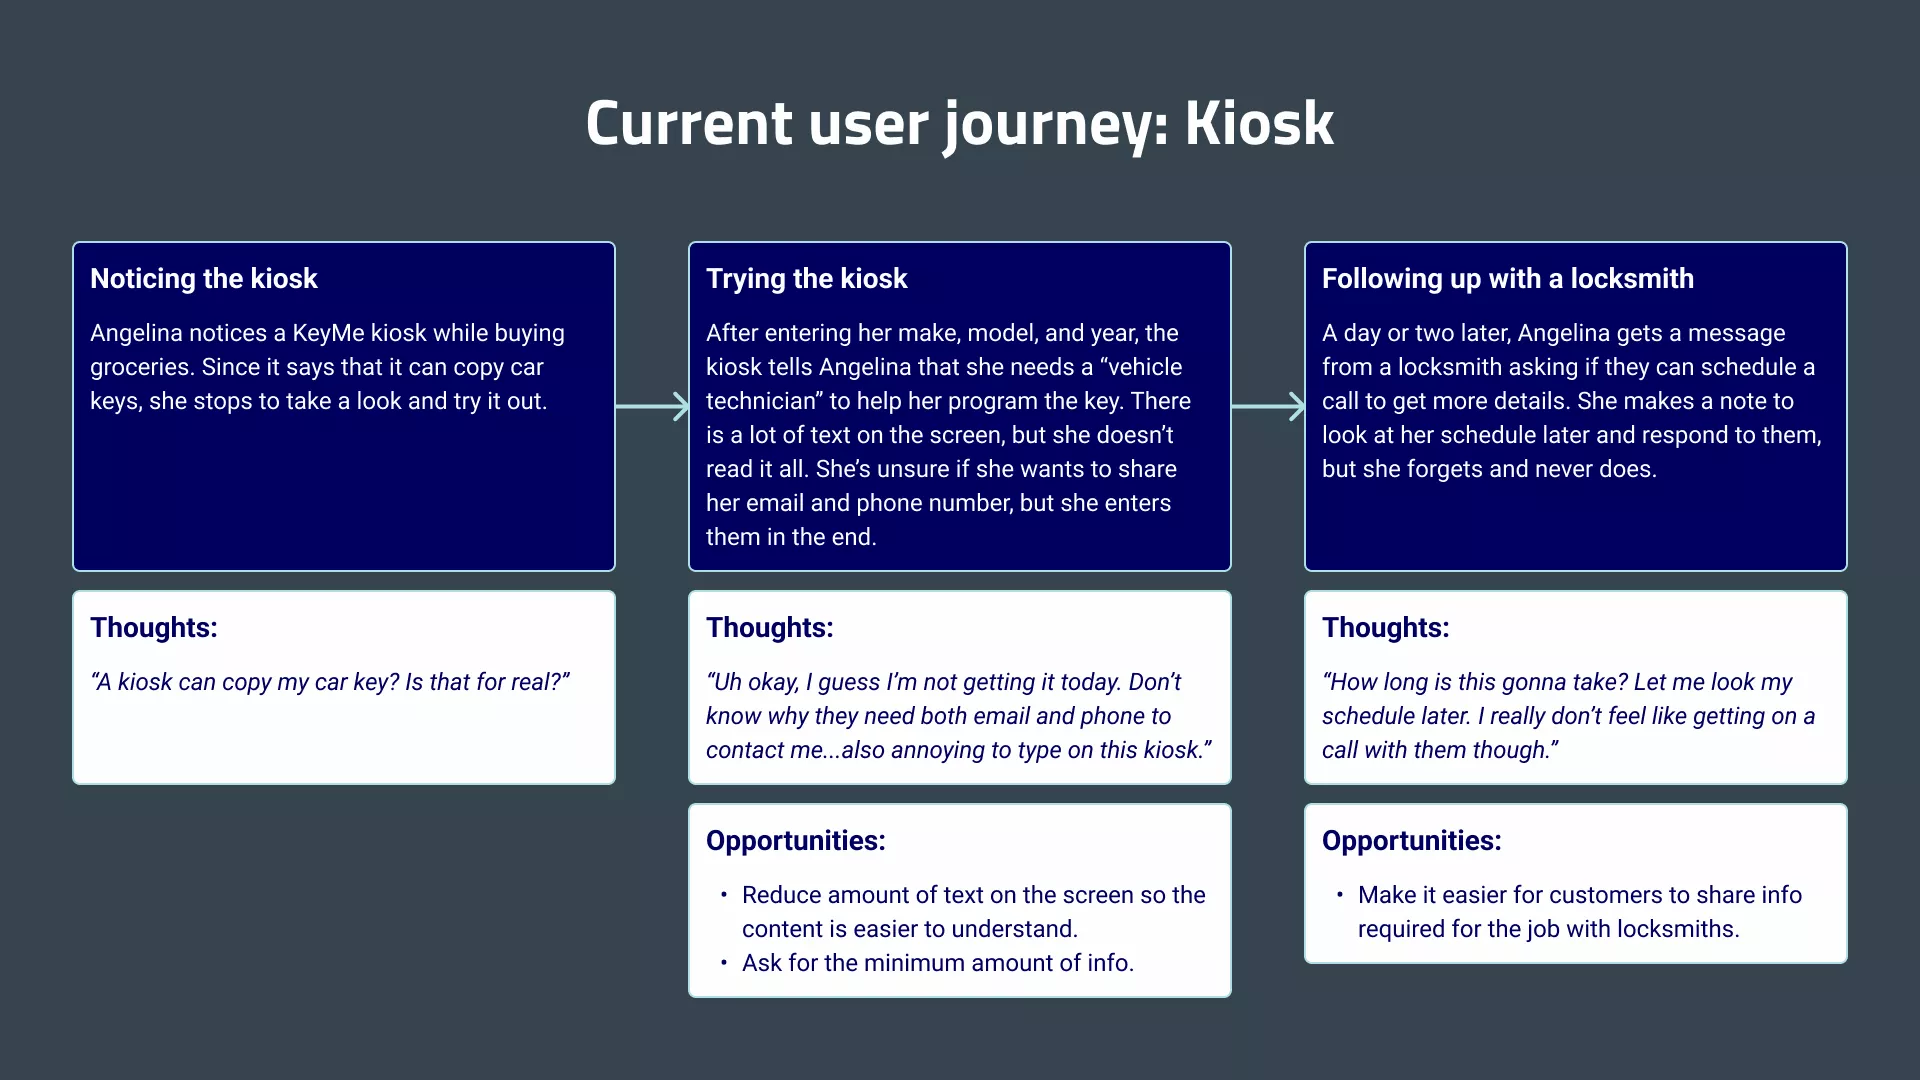 Current user journey: Kiosk
Noticing the kiosk
Angelina notices a KeyMe kiosk while buying
groceries. Since it says that it can copy car
keys, she stops to take a look and try it out.
Thoughts:
“A kiosk can copy my car key? Is that for real?”
Trying the kiosk
After entering her make, model, and year, the
kiosk tells Angelina that she needs a “vehicle
technician” to help her program the key. There
is a lot of text on the screen, but she doesn’t
read it all. She’s unsure if she wants to share
her email and phone number, but she enters
them in the end.
Thoughts:
“Uh okay, I guess I’m not getting it today. Don’t
know why they need both email and phone to
contact me...also annoying to type on this kiosk.”
Opportunities:
• Reduce amount of text on the screen so the
content is easier to understand.
• Ask for the minimum amount of info.
Following up with a locksmith
A day or two later, Angelina gets a message
from a locksmith asking if they can schedule a
call to get more details. She makes a note to
look at her schedule later and respond to them,
but she forgets and never does.
Thoughts:
“How long is this gonna take? Let me look my
schedule later. I really don’t feel like getting on a
call with them though.”
Opportunities:
• Make it easier for customers to share info
required for the job with locksmiths.